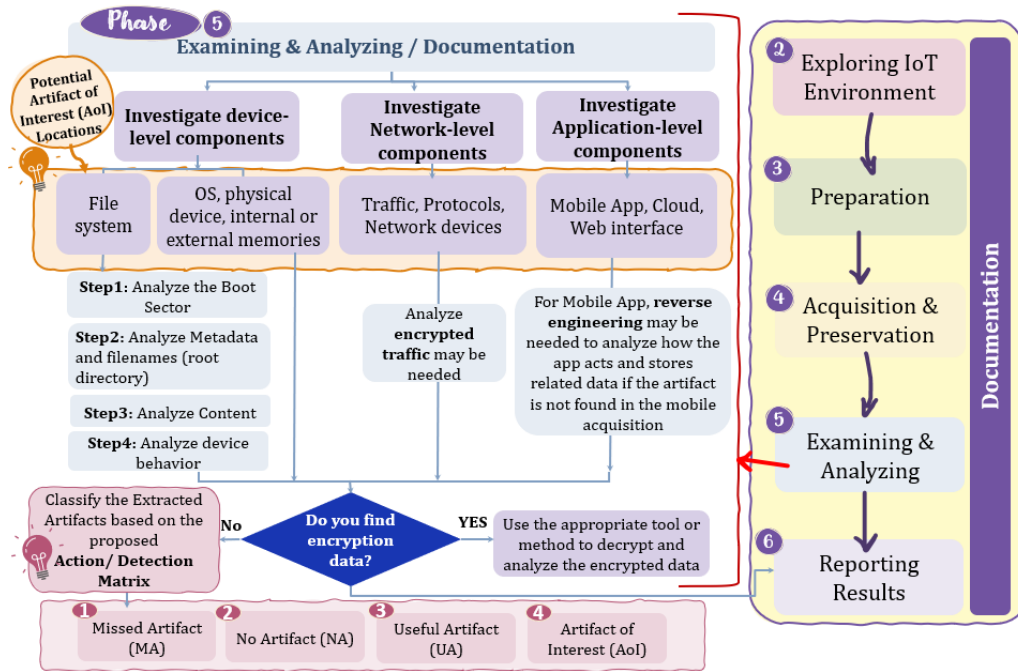 Phase 5
Examining & Analyzing / Documentation
Potential
Artifact of
Interest (AoI)
Locations
Investigate device-
level components
Investigate
Network-level
components
Investigate
Application-level
components
File
system
OS, physical
device, internal or
external memories
Traffic, Protocols,
Network devices
Mobile App, Cloud,
Web interface
Step1: Analyze the Boot
Sector
Step2: Analyze Metadata
and filenames (root
directory)
Step3: Analyze Content
Step4: Analyze device
behavior
Analyze
encrypted
traffic may be
needed
For Mobile App, reverse
engineering may be
needed to analyze how the
app acts and stores
related data if the artifact
is not found in the mobile
acquisition
Classify the Extracted
Artifacts based on the
proposed
Action/ Detection
Matrix
No
Do you find
encryption
data?
YES
Use the appropriate tool or
method to decrypt and
analyze the encrypted data
1
Missed Artifact
(MA)
2
No Artifact (NA)
3
Useful Artifact
(UA)
4
Artifact of
Interest (AoI)
2
Exploring IoT
Environment
3
Preparation
4
Acquisition &
Preservation
5
Examining &
Analyzing
6
Reporting
Results
Documentation